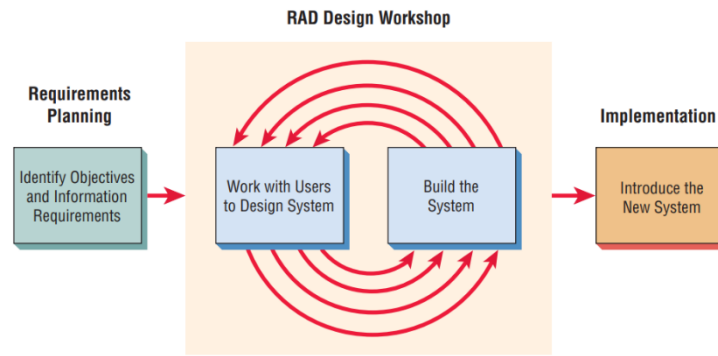 RAD Design Workshop
Requirements
Planning
Identify Objectives
and Information
Requirements
Work with Users
to Design System
Build the
System
Implementation
Introduce the
New System